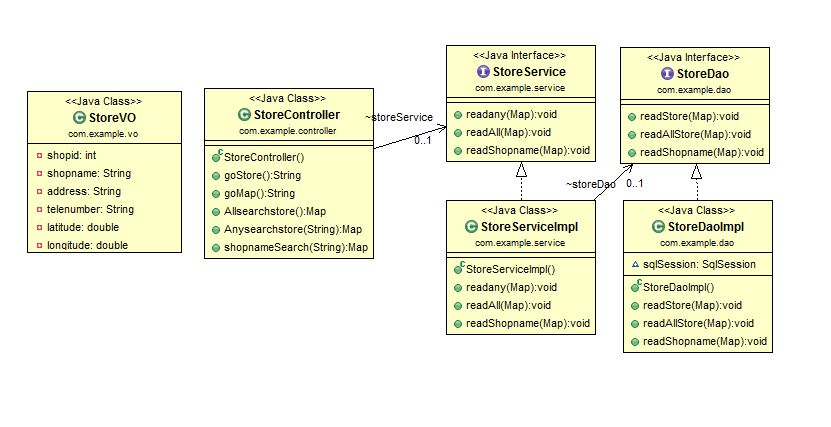 <<Java Class>>
StoreVO
com.example.vo
shopid: int
shopname: String
address: String
telenumber: String
latitude: double
longitude: double
<<Java Class>>
StoreController
com.example.controller
StoreController()
goStore():String
goMap():String
Allsearchstore():Map
Anysearchstore(String):Map
shopnameSearch(String):Map
~storeService
0..1
<<Java Interface>>
StoreService
com.example.service
readany(Map):void
readAll(Map):void
readShopname(Map):void
<<Java Interface>>
StoreDao
com.example.dao
readStore(Map):void
readAllStore(Map):void
readShopname(Map):void
~storeDao
0..1
<<Java Class>>
StoreServiceImpl
com.example.service
StoreServiceImpl()
readany(Map):void
readAll(Map):void
readShopname(Map):void
<<Java Class>>
StoreDaoImpl
com.example.dao
sqlSession: SqlSession
StoreDaoImpl()
readStore(Map):void
readAllStore(Map):void
readShopname(Map):void